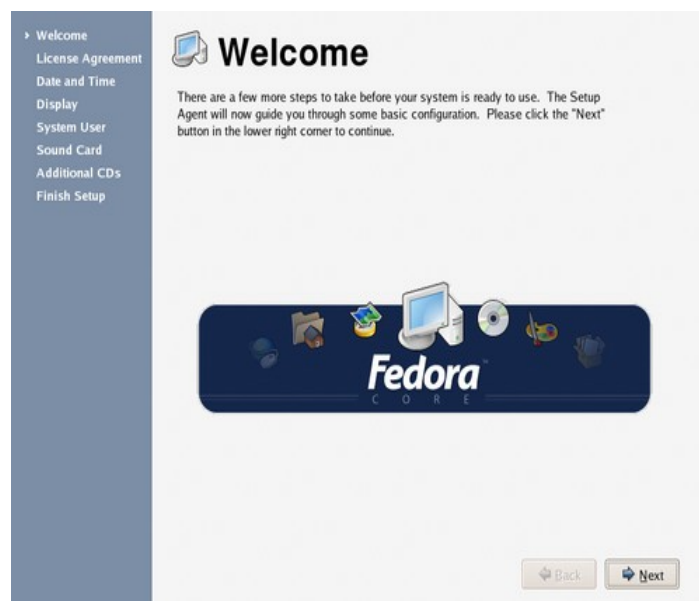 Welcome
License Agreement
Date and Time
Display
System User
Sound Card
Additional CDs
Finish Setup
Welcome
There are a few more steps to take before your system is ready to use. The Setup
Agent will now guide you through some basic configuration. Please click the "Next"
button in the lower right corner to continue.
Fedora™
CORE
Back
Next